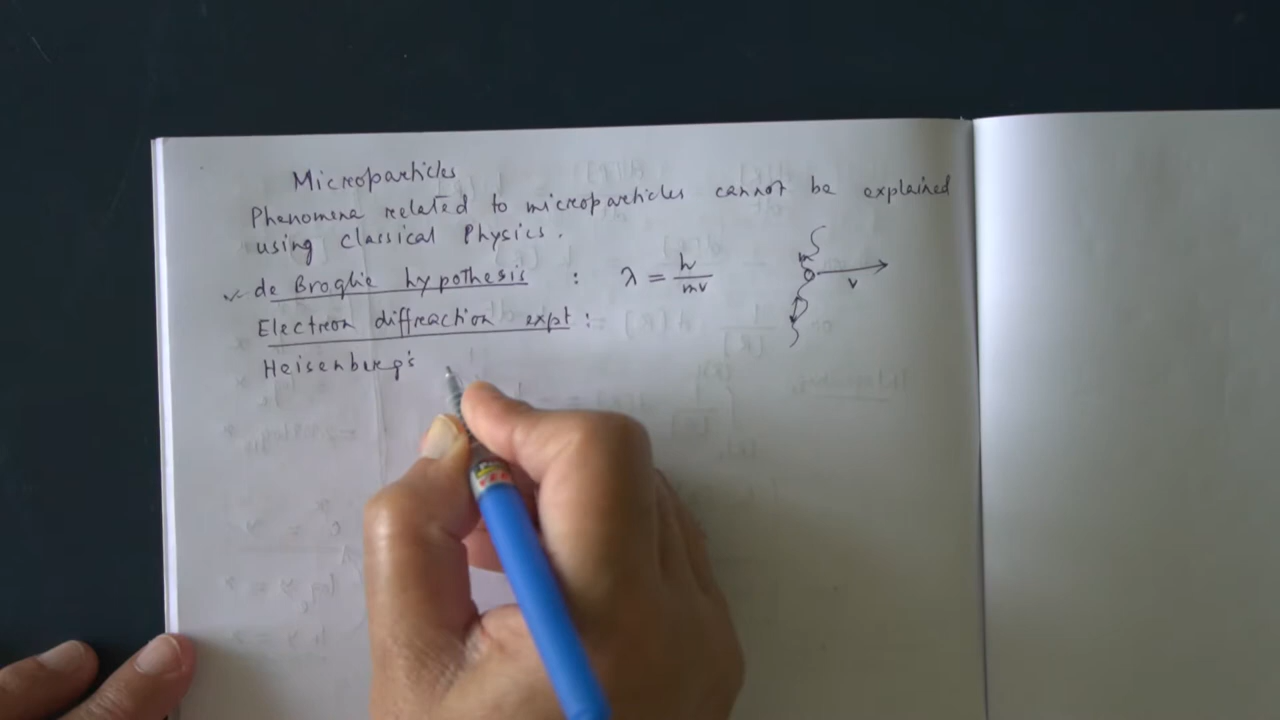 Microparticles
Phenomena related to microparticles cannot be explained
using Classical Physics.
de Broglie hypothesis : λ = h/mv
v
Electron diffraction expt :
Heisenberg's